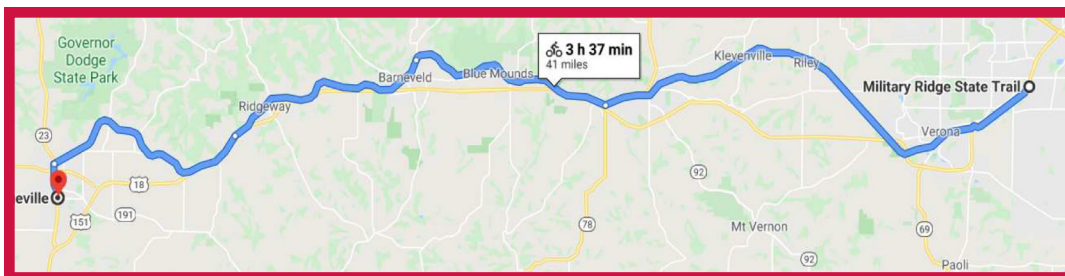 Governor
Dodge
State Park
3 h 37 min
41 miles
Klevenville
Riley
Barneveld
Blue Mounds
Military Ridge State Trail
Ridgeway
23
Verona
18
92
eville
191
151
78
Mt Vernon
69
92
Paoli